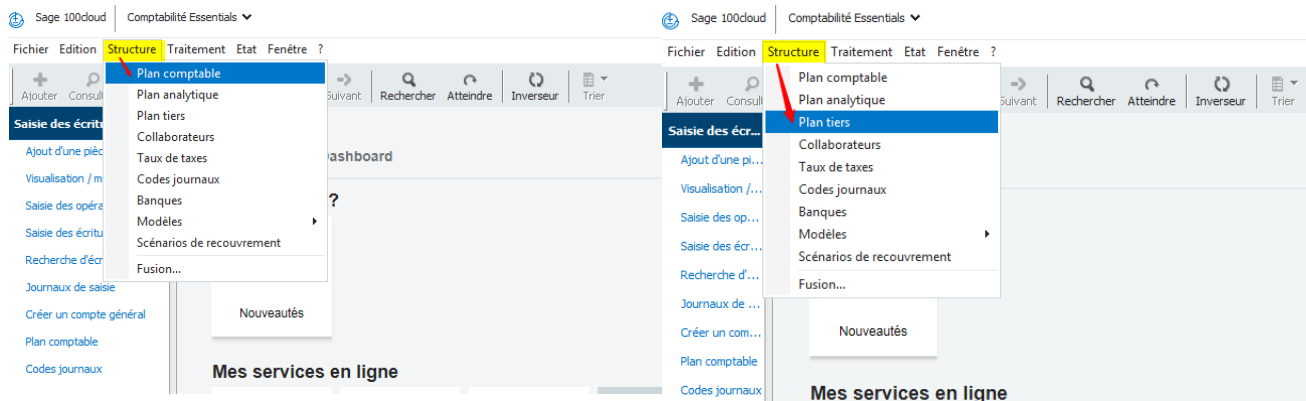 Sage 100cloud Comptabilité Essentials
Fichier Edition Structure Traitement Etat Fenêtre ?
Plan comptable
Plan analytique
Plan tiers
Collaborateurs
Taux de taxes
Codes journaux
Banques
Modèles
Scénarios de recouvrement
Fusion...
Ajouter Consul
Suivant Rechercher Atteindre Inverseur Trier
Saisie des écrit
Ajout d'une pièc
Visualisation / m
Saisie des opéra
Saisie des écritu
Recherche d'écr
Journaux de saisie
Créer un compte général
Plan comptable
Codes journaux
ashboard
?
Nouveautés
Mes services en ligne
Sage 100cloud Comptabilité Essentials
Fichier Edition Structure Traitement Etat Fenêtre ?
Plan comptable
Plan analytique
Plan tiers
Collaborateurs
Taux de taxes
Codes journaux
Banques
Modèles
Scénarios de recouvrement
Fusion...
Ajouter Consul
Suivant Rechercher Atteindre Inverseur Trier
Saisie des écr...
Ajout d'une pi...
Visualisation /...
Saisie des op...
Saisie des écr...
Recherche d'...
Journaux de ...
Créer un com...
Plan comptable
Codes journaux
Nouveautés
Mes services en ligne